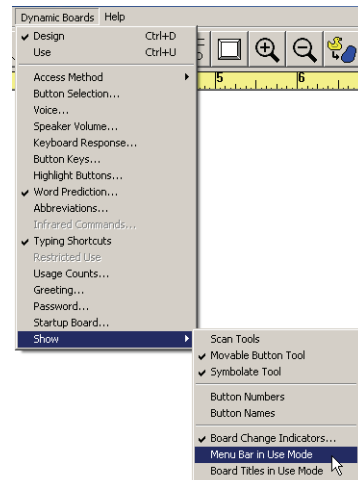 Dynamic Boards Help
✓ Design Ctrl+D
Use Ctrl+U
5 6
Access Method
Button Selection...
Voice...
Speaker Volume...
Keyboard Response...
Button Keys...
Highlight Buttons...
✓ Word Prediction...
Abbreviations...
Infrared Commands...
✓ Typing Shortcuts
Restricted Use
Usage Counts...
Greeting...
Password...
Startup Board...
Show
Scan Tools
✓ Movable Button Tool
✓ Symbolate Tool
Button Numbers
Button Names
✓ Board Change Indicators...
Menu Bar in Use Mode
Board Titles in Use Mode